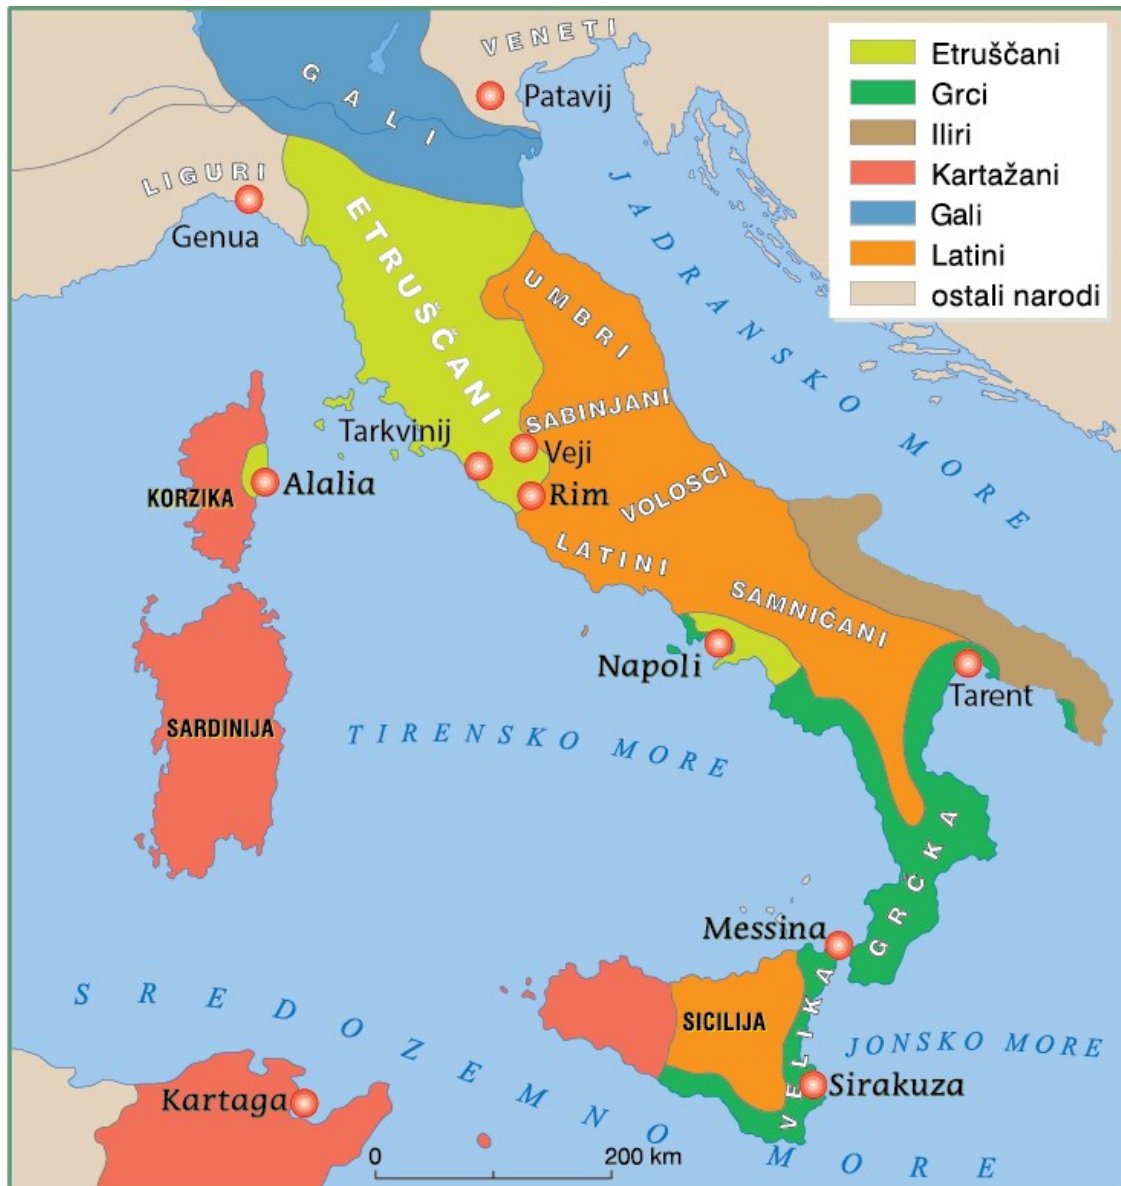 VENETI
Etruščani
Grci
Iliri
Kartažani
Gali
Latini
ostali narodi
GALI
Patavij
LIGURI
Genua
JADRANSKO MORE
ETRUŠČANI
UMBRI
SABINJANI
Tarkvinij
Veji
Rim
KORZIKA
Alalia
VOLOSCI
LATINI
SAMNIĆANI
Napoli
Tarent
SARDINIJA
TIRENSKO MORE
VELIKA GRČKA
Messina
SICILIJA
JONSKO MORE
SREDOZEMNO MORE
Kartaga
Sirakuza
0 200 km